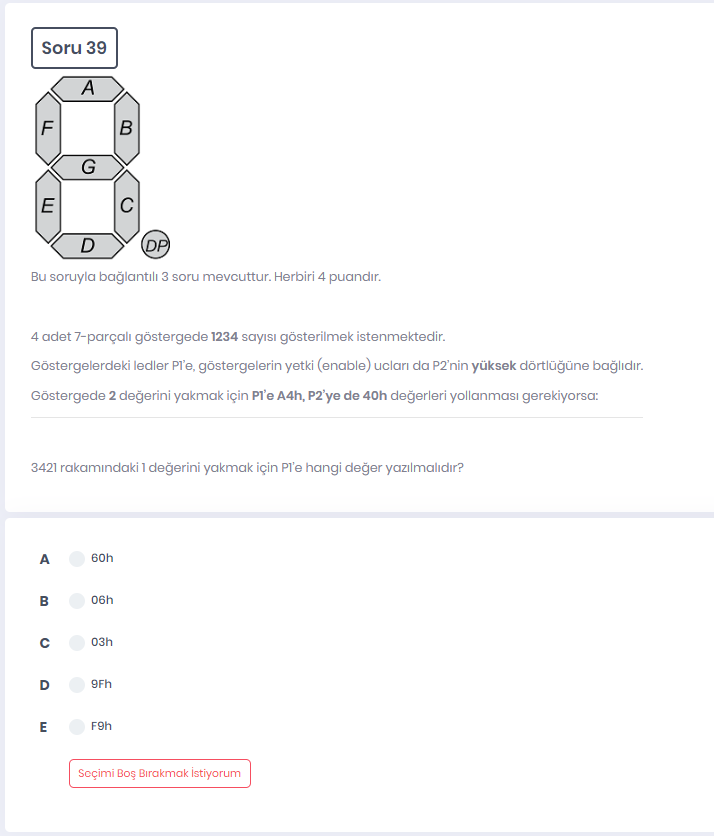 Soru 39
A
F
B
G
E
C
D
DP
Bu soruyla bağlantılı 3 soru mevcuttur. Herbiri 4 puandır.
4 adet 7-parçalı göstergede 1234 sayısı gösterilmek istenmektedir.
Göstergelerdeki ledler P1'e, göstergelerin yetki (enable) ucları da P2'nin yüksek dörtlüğüne bağlıdır.
Göstergede 2 değerini yakmak için P1'e A4h, P2'ye de 40h değerleri yollanması gerekiyorsa:
3421 rakamındaki 1 değerini yakmak için P1'e hangi değer yazılmalıdır?
A 60h
B 06h
C 03h
D 9Fh
E F9h
Seçimi Boş Bırakmak İstiyorum